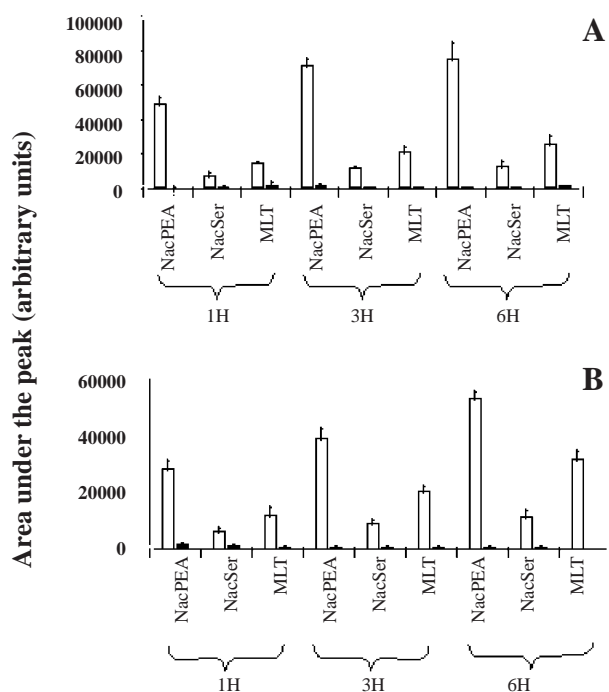 Area under the peak (arbitrary units)
A
100000
80000
60000
40000
20000
0
NacPEA
NacSer
MLT
NacPEA
NacSer
MLT
NacPEA
NacSer
MLT
1H
3H
6H
B
60000
40000
20000
0
NacPEA
NacSer
MLT
NacPEA
NacSer
MLT
NacPEA
NacSer
MLT
1H
3H
6H